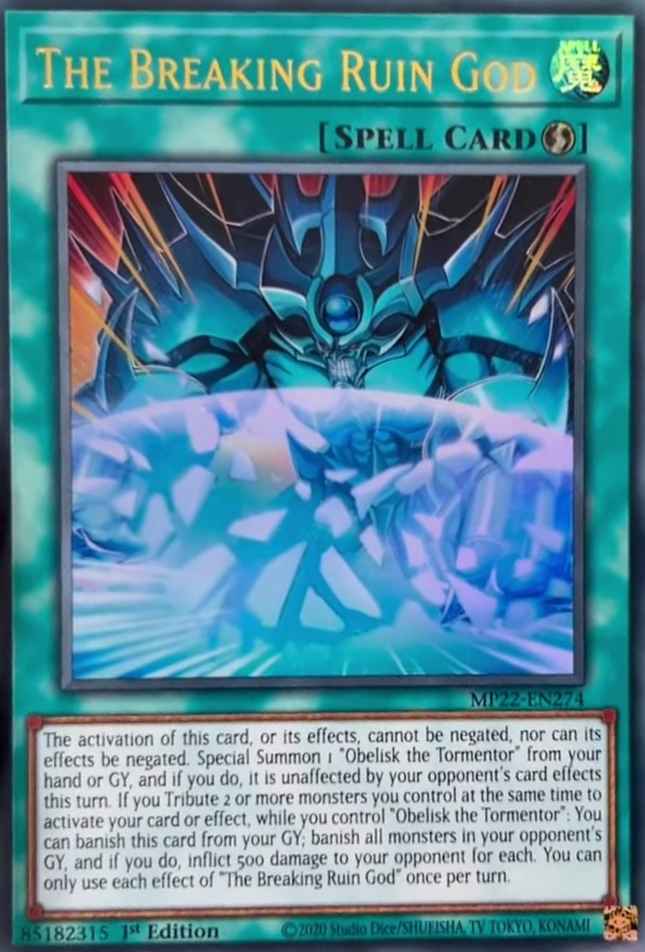 THE BREAKING RUIN GOD
SPELL
魔
[SPELL CARD]
MP22-EN274
The activation of this card, or its effects, cannot be negated, nor can its
effects be negated. Special Summon 1 "Obelisk the Tormentor" from your
hand or GY, and if you do, it is unaffected by your opponent's card effects
this turn. If you Tribute 2 or more monsters you control at the same time to
activate your card or effect, while you control "Obelisk the Tormentor": You
can banish this card from your GY; banish all monsters in your opponent's
GY, and if you do, inflict 500 damage to your opponent for each. You can
only use each effect of "The Breaking Ruin God" once per turn.
85182315 1st Edition ©2020 Studio Dice/SHUEISHA, TV TOKYO, KONAMI